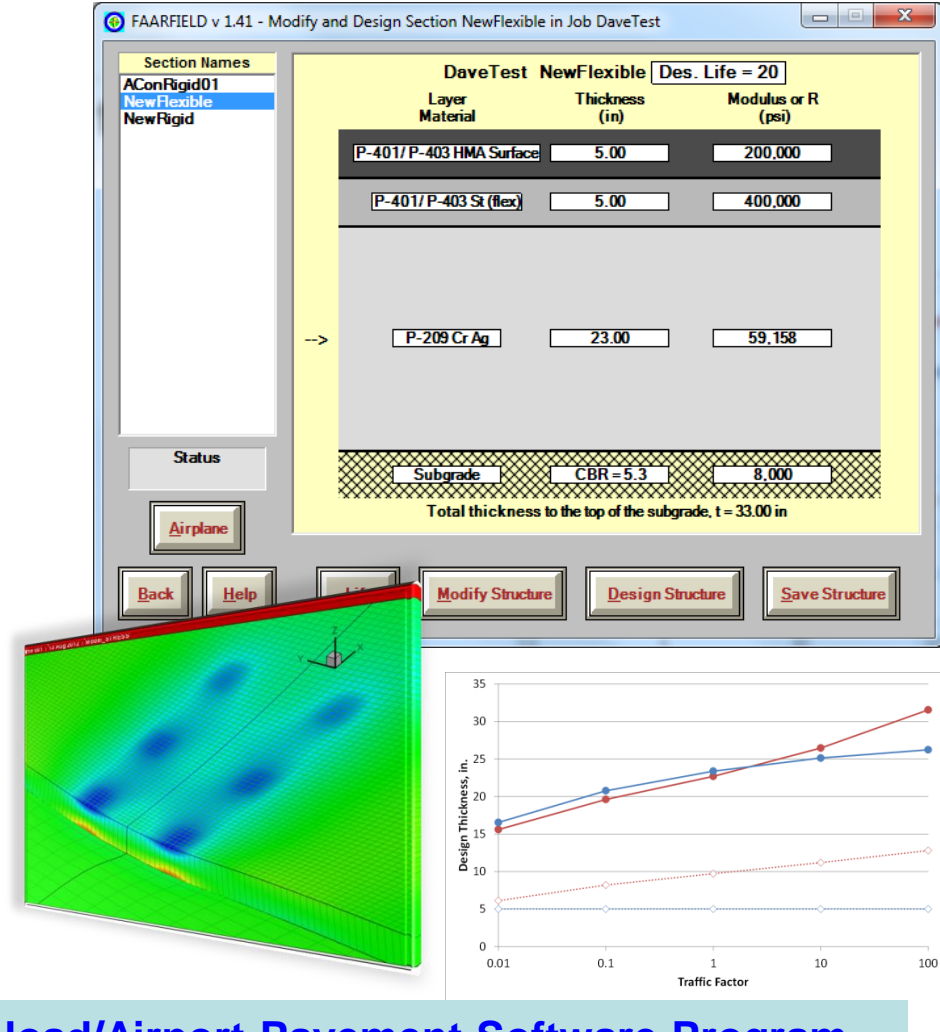 FAARFIELD v 1.41 - Modify and Design Section NewFlexible in Job DaveTest
Section Names
AConRigid01
NewFlexible
NewRigid
DaveTest NewFlexible Des. Life = 20
Layer Material Thickness (in) Modulus or R (psi)
P-401/ P-403 HMA Surface 5.00 200,000
P-401/ P-403 St (flex) 5.00 400,000
--> P-209 Cr Ag 23.00 59,158
Subgrade CBR = 5.3 8,000
Total thickness to the top of the subgrade, t = 33.00 in
Status
Airplane
Back Help Modify Structure Design Structure Save Structure
Z
Y X
35
30
25
20
15
10
5
0
Design Thickness, in.
0.01 0.1 1 10 100
Traffic Factor
Load/Airport Pavement Software Program